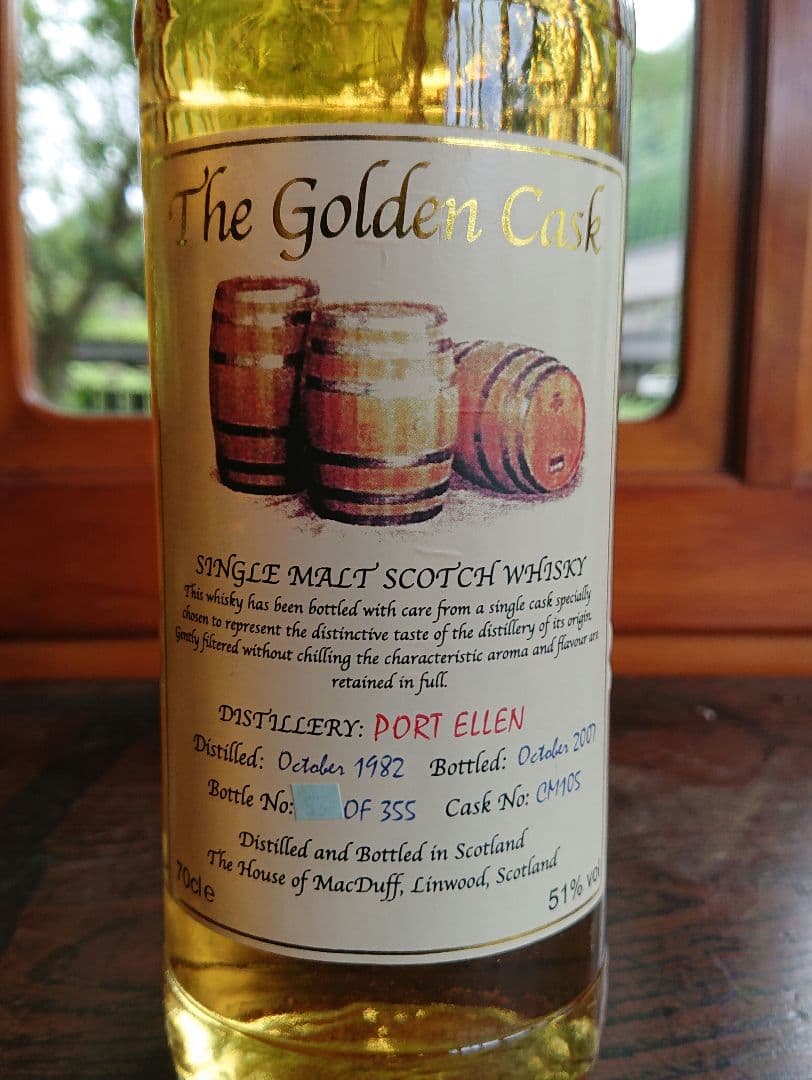 The Golden Cask
SINGLE MALT SCOTCH WHISKY
This whisky has been bottled with care from a single cask specially
chosen to represent the distinctive taste of the distillery of its origin.
Gently filtered without chilling the characteristic aroma and flavour are
retained in full.
DISTILLERY: PORT ELLEN
Distilled: October 1982 Bottled: October 2007
Bottle No: OF 355 Cask No: CM105
Distilled and Bottled in Scotland
The House of MacDuff, Linwood, Scotland
70cl e 51% vol